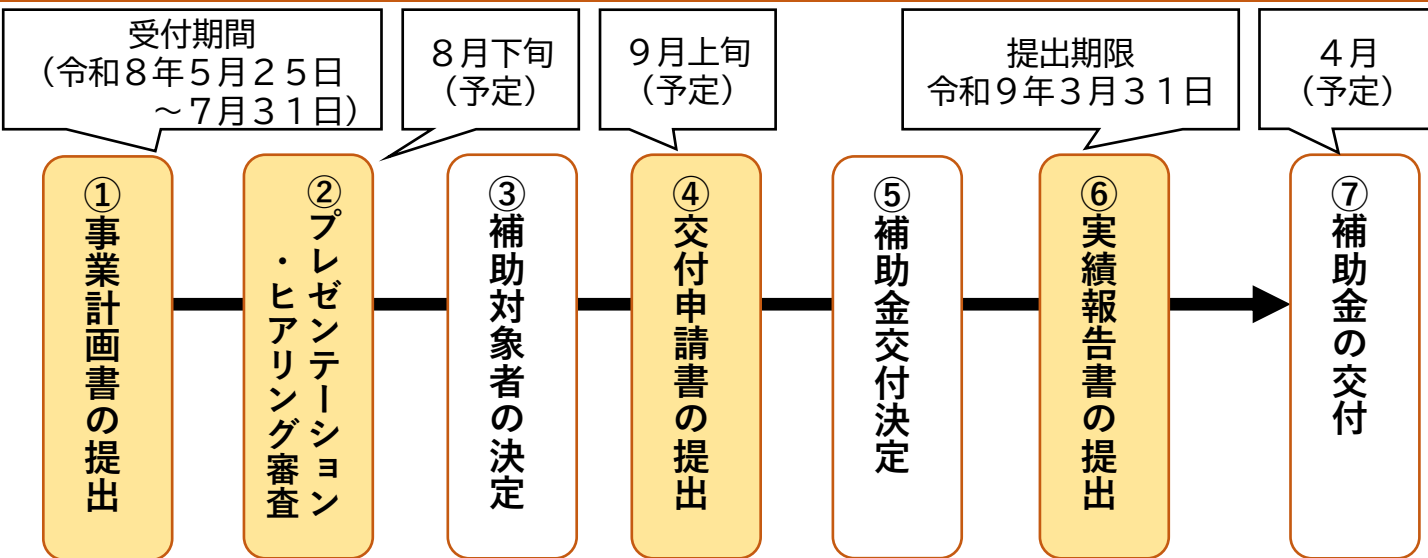 受付期間
（令和８年５月２５日
～７月３１日）
８月下旬
（予定）
９月上旬
（予定）
提出期限
令和９年３月３１日
４月
（予定）
①事業計画書の提出
②プレゼンテーション
・ヒアリング審査
③補助対象者の決定
④交付申請書の提出
⑤補助金交付決定
⑥実績報告書の提出
⑦補助金の交付